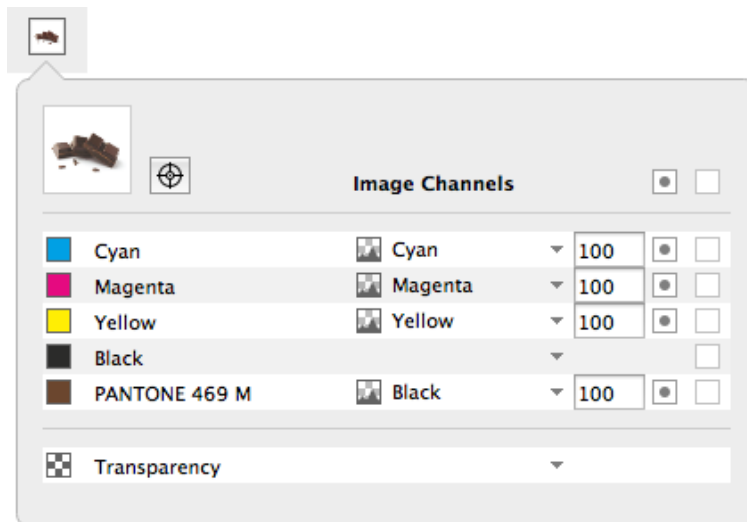 Image Channels
Cyan Cyan 100
Magenta Magenta 100
Yellow Yellow 100
Black
PANTONE 469 M Black 100
Transparency